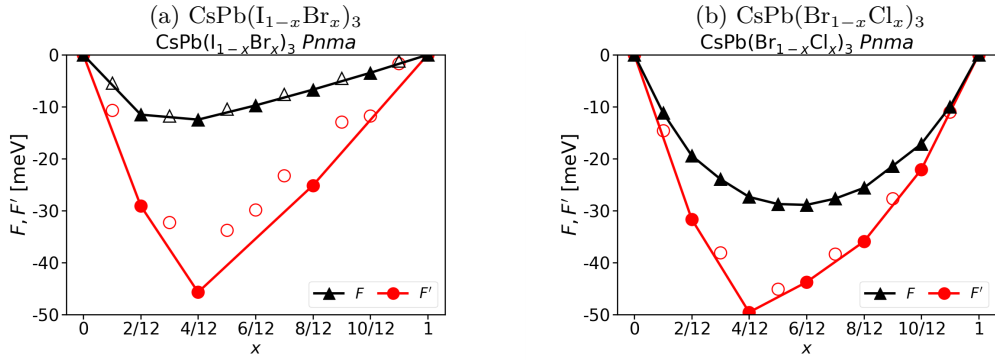 (a) CsPb(I₁₋ₓBrₓ)₃
CsPb(I₁₋ₓBrₓ)₃ Pnma
0
-10
-20
-30
-40
-50
F, F′ [meV]
F
F′
0
2/12
4/12
6/12
8/12
10/12
1
x
(b) CsPb(Br₁₋ₓClₓ)₃
CsPb(Br₁₋ₓClₓ)₃ Pnma
0
-10
-20
-30
-40
-50
F, F′ [meV]
F
F′
0
2/12
4/12
6/12
8/12
10/12
1
x